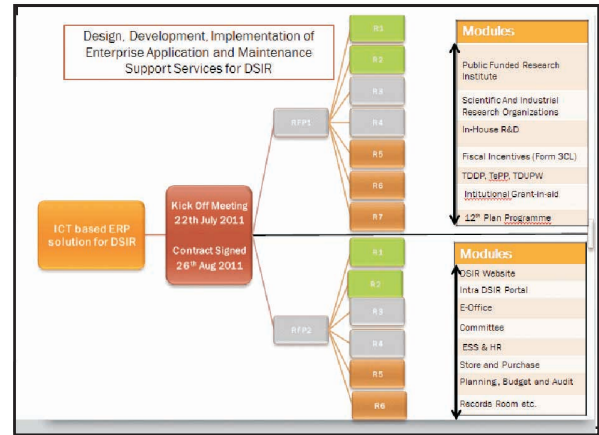 Design, Development, Implementation of
Enterprise Application and Maintenance
Support Services for DSIR
ICT based ERP
solution for DSIR
Kick Off Meeting
22th July 2011
Contract Signed
26th Aug 2011
RFP1
R1
R2
R3
R4
R5
R6
R7
Modules
Public Funded Research
Institute
Scientific And Industrial
Research Organizations
In-House R&D
Fiscal Incentives (Form 3CL)
TDDP, TePP, TDUPW
Intitutional Grant-in-aid
12th Plan Programme
RFP2
R1
R2
R3
R4
R5
R6
Modules
DSIR Website
Intra DSIR Portal
E-Office
Committee
ESS & HR
Store and Purchase
Planning, Budget and Audit
Records Room etc.